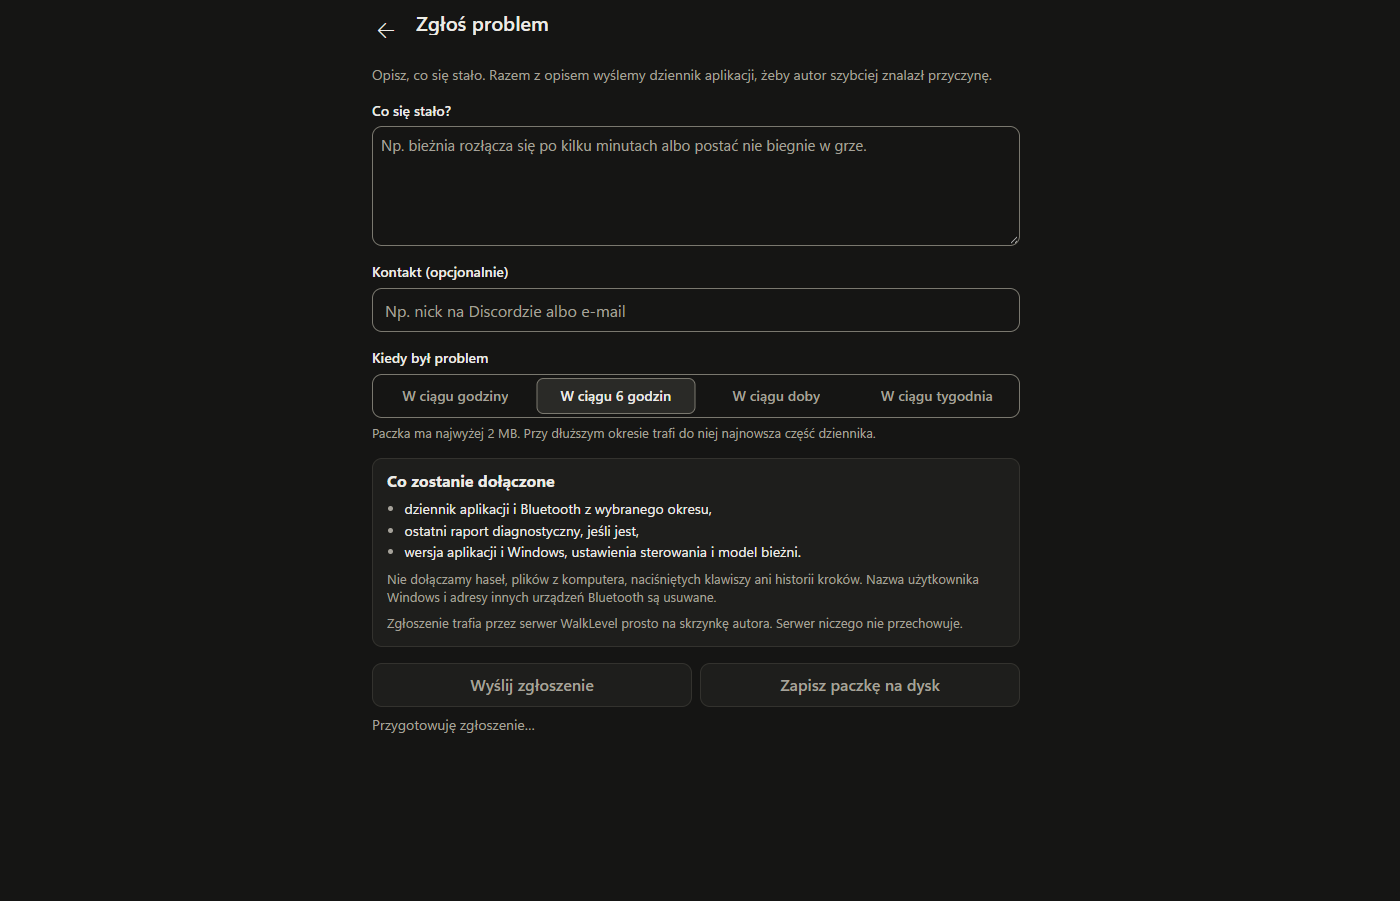 Zgłoś problem
Opisz, co się stało. Razem z opisem wyślemy dziennik aplikacji, żeby autor szybciej znalazł przyczynę.
Co się stało?
Np. bieżnia rozłącza się po kilku minutach albo postać nie biegnie w grze.
Kontakt (opcjonalnie)
Np. nick na Discordzie albo e-mail
Kiedy był problem
W ciągu godziny W ciągu 6 godzin W ciągu doby W ciągu tygodnia
Paczka ma najwyżej 2 MB. Przy dłuższym okresie trafi do niej najnowsza część dziennika.
Co zostanie dołączone
• dziennik aplikacji i Bluetooth z wybranego okresu,
• ostatni raport diagnostyczny, jeśli jest,
• wersja aplikacji i Windows, ustawienia sterowania i model bieżni.
Nie dołączamy haseł, plików z komputera, naciśniętych klawiszy ani historii kroków. Nazwa użytkownika
Windows i adresy innych urządzeń Bluetooth są usuwane.
Zgłoszenie trafia przez serwer WalkLevel prosto na skrzynkę autora. Serwer niczego nie przechowuje.
Wyślij zgłoszenie Zapisz paczkę na dysk
Przygotowuję zgłoszenie...